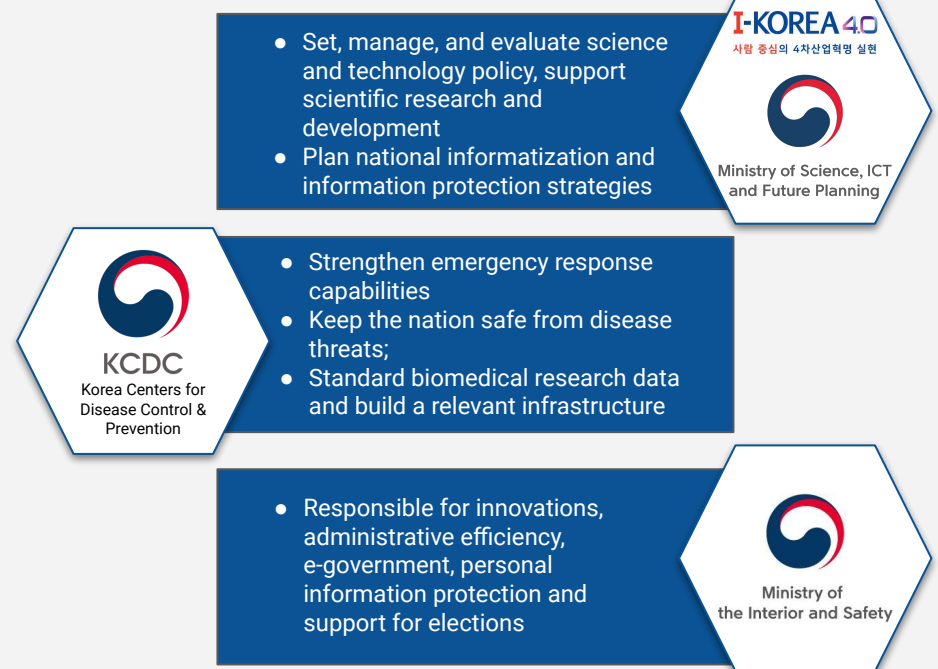 ● Set, manage, and evaluate science
and technology policy, support
scientific research and
development
● Plan national informatization and
information protection strategies
I-KOREA 4.0
사람 중심의 4차산업혁명 실현
Ministry of Science, ICT
and Future Planning
KCDC
Korea Centers for
Disease Control &
Prevention
● Strengthen emergency response
capabilities
● Keep the nation safe from disease
threats;
● Standard biomedical research data
and build a relevant infrastructure
● Responsible for innovations,
administrative efficiency,
e-government, personal
information protection and
support for elections
Ministry of
the Interior and Safety